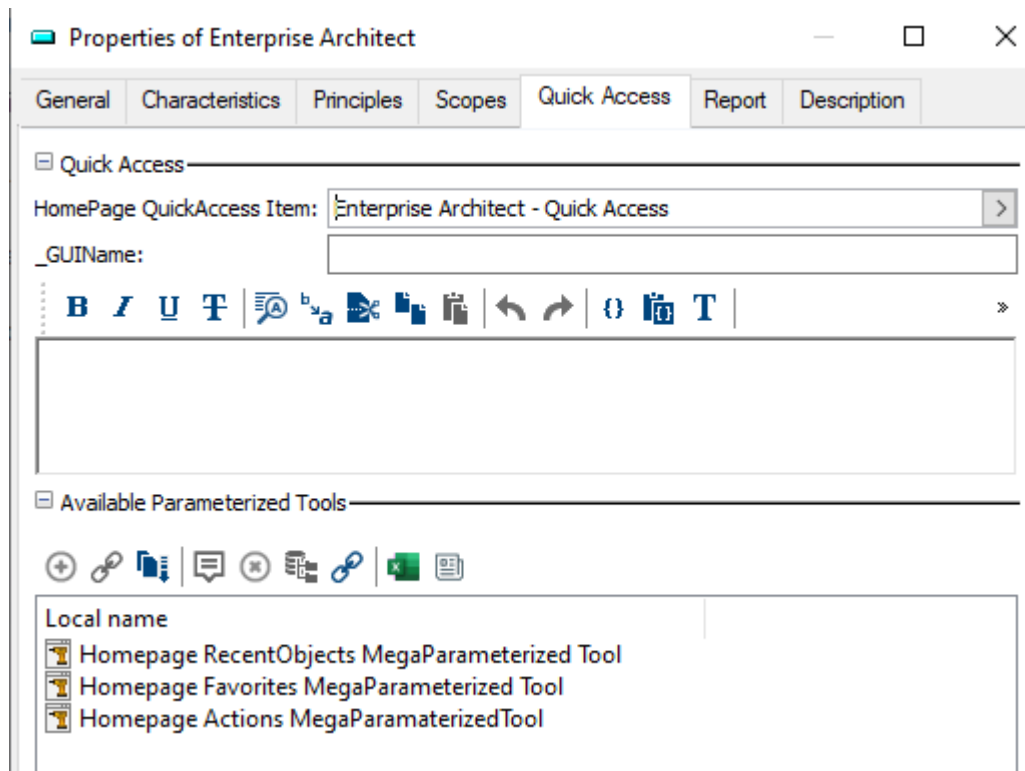 Properties of Enterprise Architect
General Characteristics Principles Scopes Quick Access Report Description
Quick Access
HomePage QuickAccess Item: Enterprise Architect - Quick Access
_GUIName:
B I U T A b a {} {} T »
Available Parameterized Tools
Local name
Homepage RecentObjects MegaParameterized Tool
Homepage Favorites MegaParameterized Tool
Homepage Actions MegaParamaterizedTool